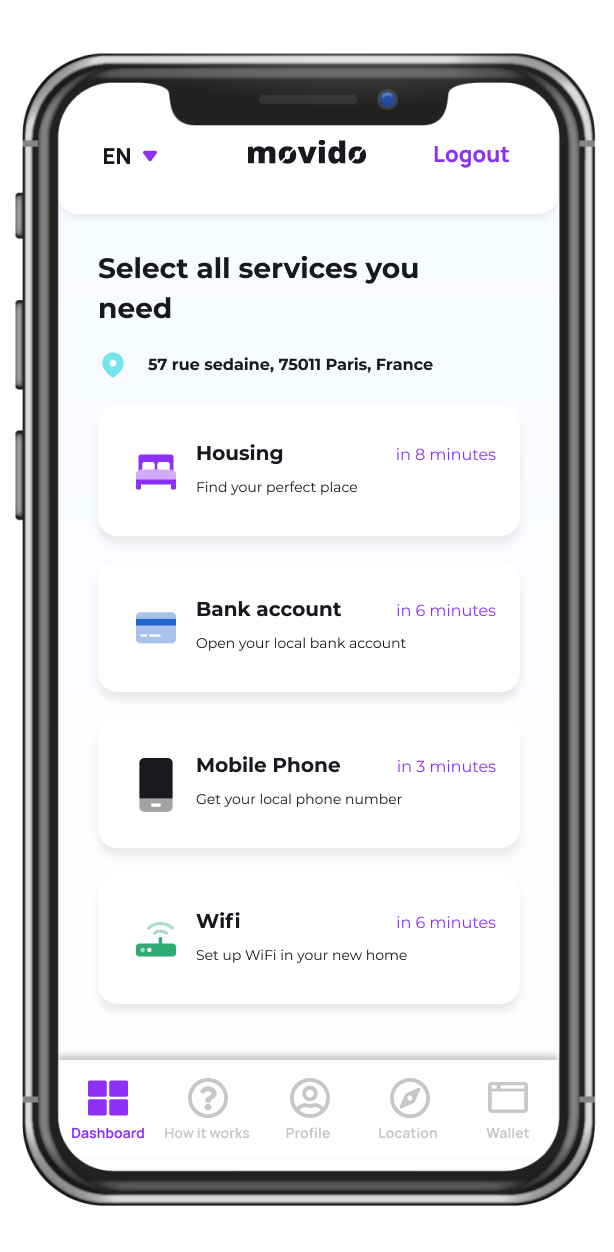 EN
movido
Logout
Select all services you
need
57 rue sedaine, 75011 Paris, France
Housing
in 8 minutes
Find your perfect place
Bank account
in 6 minutes
Open your local bank account
Mobile Phone
in 3 minutes
Get your local phone number
Wifi
in 6 minutes
Set up WiFi in your new home
Dashboard
How it works
Profile
Location
Wallet